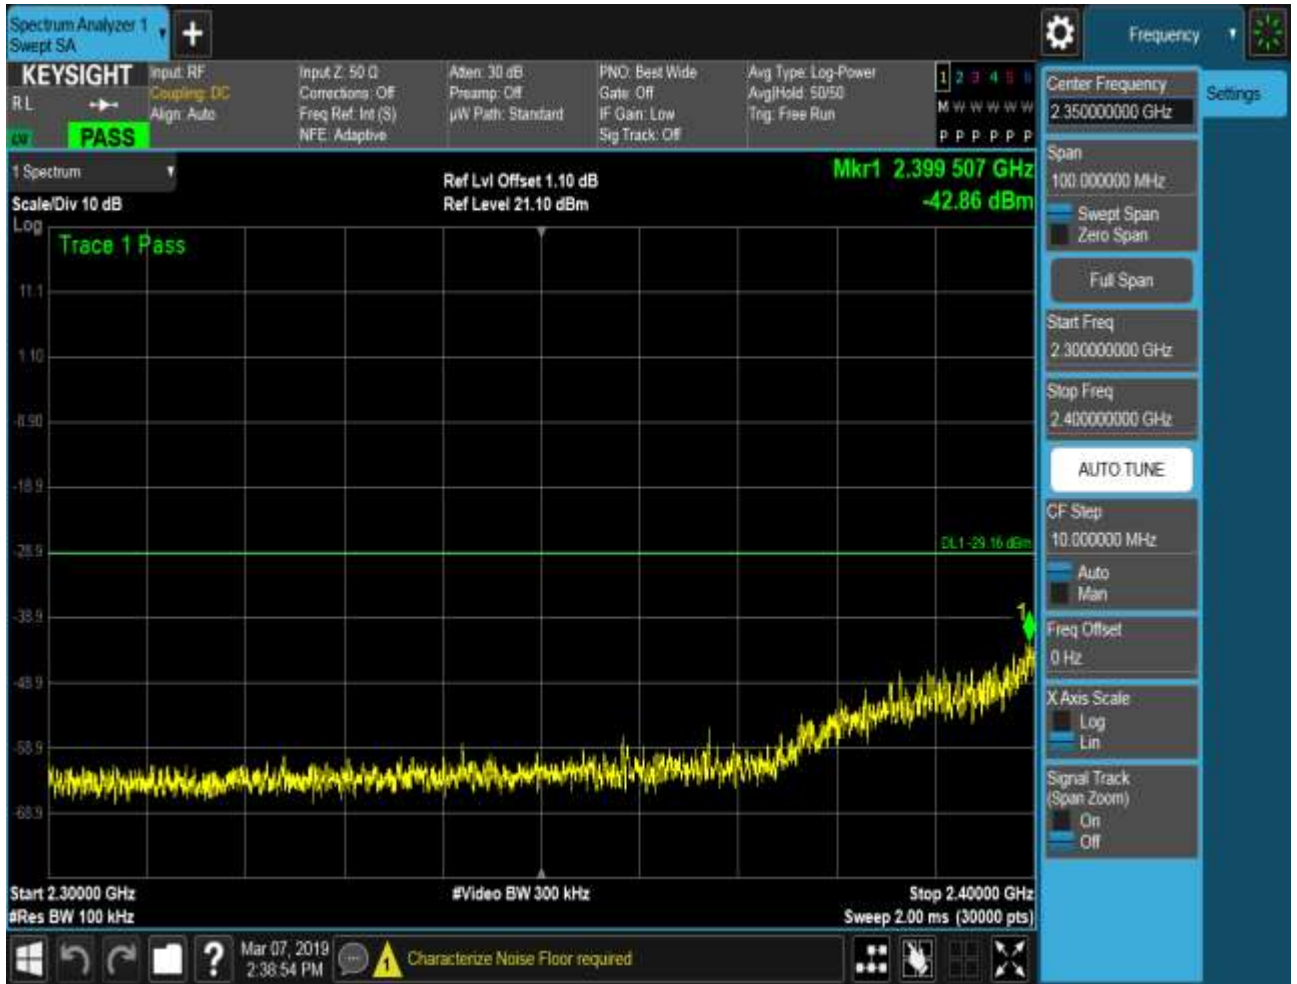 Spectrum Analyzer 1
Swept SA
+
Frequency
KEYSIGHT
R L
PASS
Input: RF
Coupling: DC
Align: Auto
Input Z: 50 Ω
Corrections: Off
Freq Ref: Int (S)
NFE: Adaptive
Atten: 30 dB
Preamp: Off
µW Path: Standard
PNO: Best Wide
Gate: Off
IF Gain: Low
Sig Track: Off
Avg Type: Log-Power
Avg|Hold: 50/50
Trig: Free Run
1 2 3 4 5 6
M W W W W W
P P P P P P
1 Spectrum
Scale/Div 10 dB
Log
Ref Lvl Offset 1.10 dB
Ref Level 21.10 dBm
Mkr1 2.399 507 GHz
-42.86 dBm
Trace 1 Pass
11.1
1.10
-8.90
-18.9
-28.9
DL1 -29.16 dBm
-38.9
1
-48.9
-58.9
-68.9
Start 2.30000 GHz
#Video BW 300 kHz
Stop 2.40000 GHz
#Res BW 100 kHz
Sweep 2.00 ms (30000 pts)
?
Mar 07, 2019
2:38:54 PM
1
Characterize Noise Floor required
Center Frequency
2.350000000 GHz
Settings
Span
100.000000 MHz
Swept Span
Zero Span
Full Span
Start Freq
2.300000000 GHz
Stop Freq
2.400000000 GHz
AUTO TUNE
CF Step
10.000000 MHz
Auto
Man
Freq Offset
0 Hz
X Axis Scale
Log
Lin
Signal Track
(Span Zoom)
On
Off